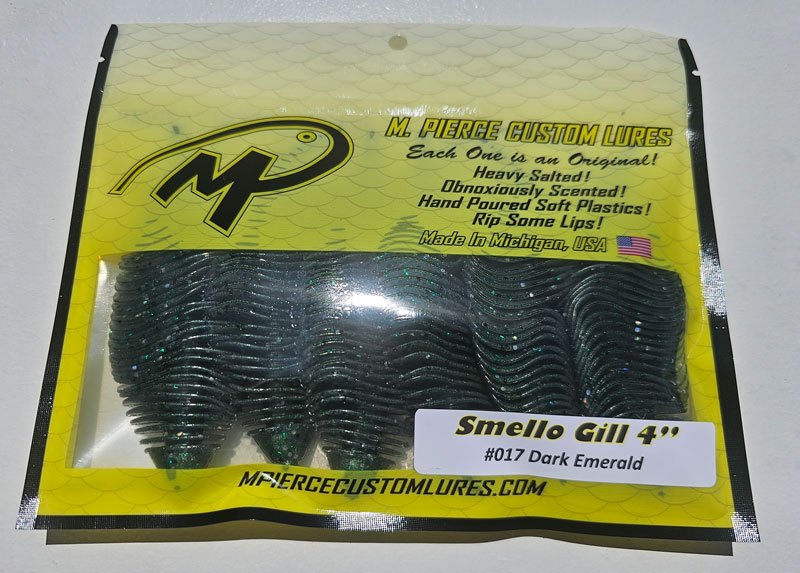 MP
M. PIERCE CUSTOM LURES
Each One is an Original!
Heavy Salted!
Obnoxiously Scented!
Hand Poured Soft Plastics!
Rip Some Lips!
Made In Michigan, USA
Smello Gill 4”
#017 Dark Emerald
MPIERCECUSTOMLURES.COM